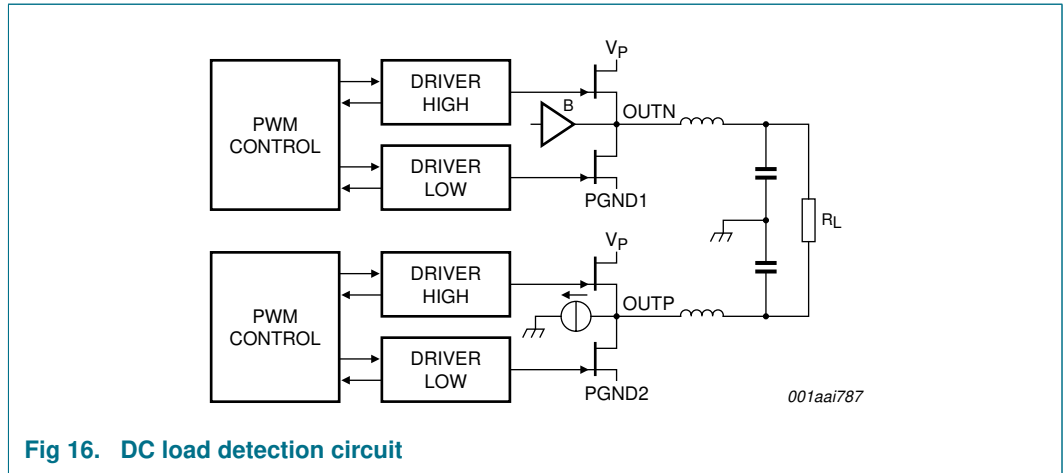 VP
DRIVER
HIGH
B
OUTN
PWM
CONTROL
DRIVER
LOW
PGND1
RL
VP
DRIVER
HIGH
OUTP
PWM
CONTROL
DRIVER
LOW
PGND2
001aai787
Fig 16. DC load detection circuit